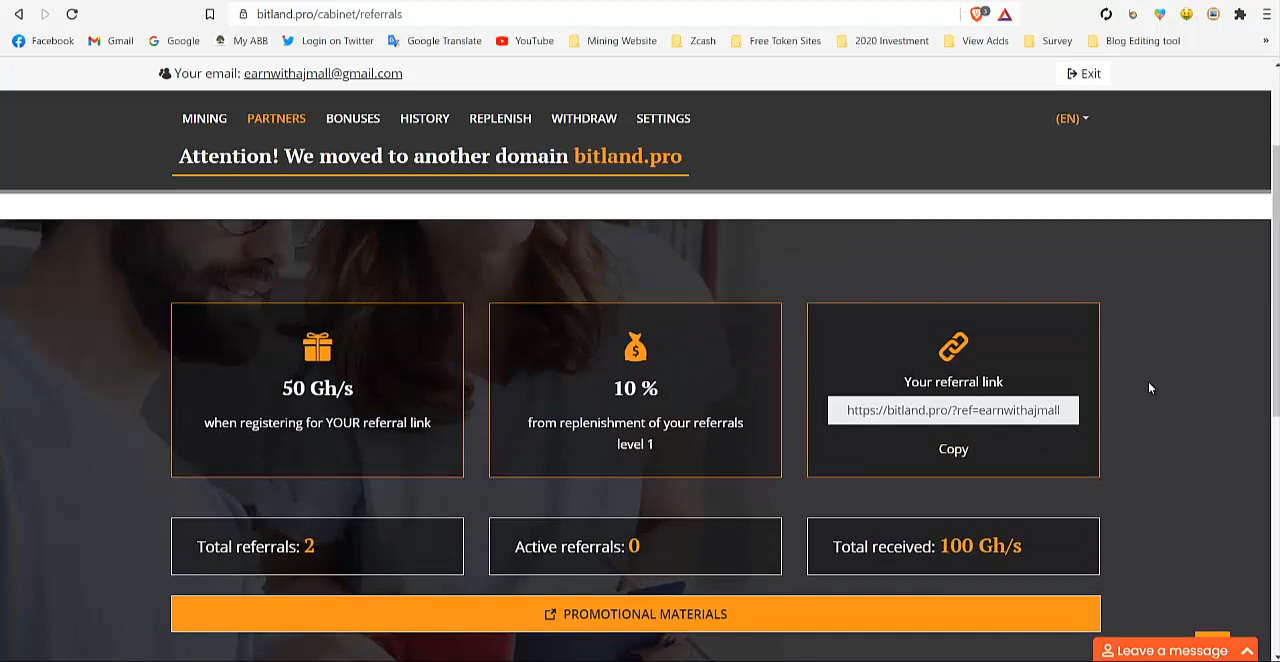 bitland.pro/cabinet/referrals
Facebook Gmail Google My ABB Login on Twitter Google Translate YouTube Mining Website Zcash Free Token Sites 2020 Investment View Adds Survey Blog Editing tool »
Your email: earnwithajmall@gmail.com Exit
MINING PARTNERS BONUSES HISTORY REPLENISH WITHDRAW SETTINGS (EN)
Attention! We moved to another domain bitland.pro
50 Gh/s
when registering for YOUR referral link
10 %
from replenishment of your referrals
level 1
Your referral link
https://bitland.pro/?ref=earnwithajmall
Copy
Total referrals: 2
Active referrals: 0
Total received: 100 Gh/s
PROMOTIONAL MATERIALS
Leave a message